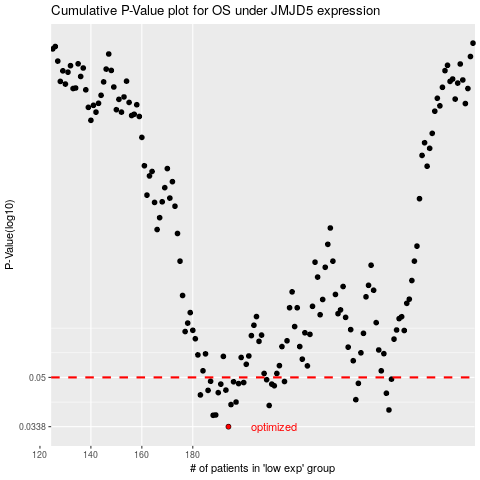 Cumulative P-Value plot for OS under JMJD5 expression
P-Value(log10)
0.05
0.0338
optimized
120 140 160 180
# of patients in 'low exp' group